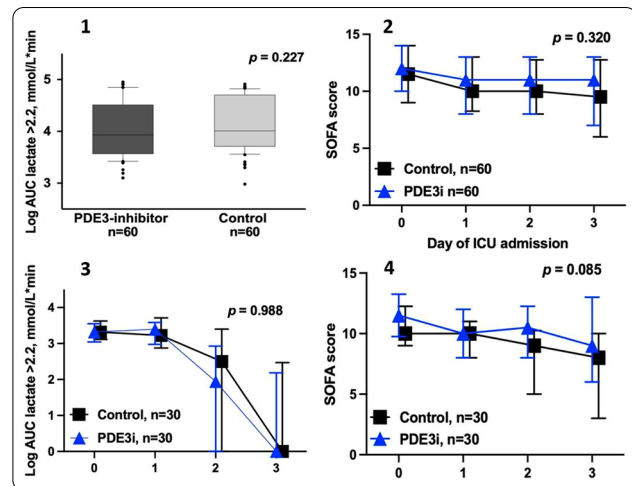 1
p = 0.227
Log AUC lactate >2.2, mmol/L*min
5
4
3
PDE3-inhibitor
n=60
Control
n=60
2
p = 0.320
SOFA score
15
10
5
0
Control, n=60
PDE3i n=60
0 1 2 3
Day of ICU admission
3
p = 0.988
Log AUC lactate >2.2, mmol/L*min
4
3
2
1
0
Control, n=30
PDE3i, n=30
0 1 2 3
4
p = 0.085
SOFA score
15
10
5
0
Control, n=30
PDE3i, n=30
0 1 2 3